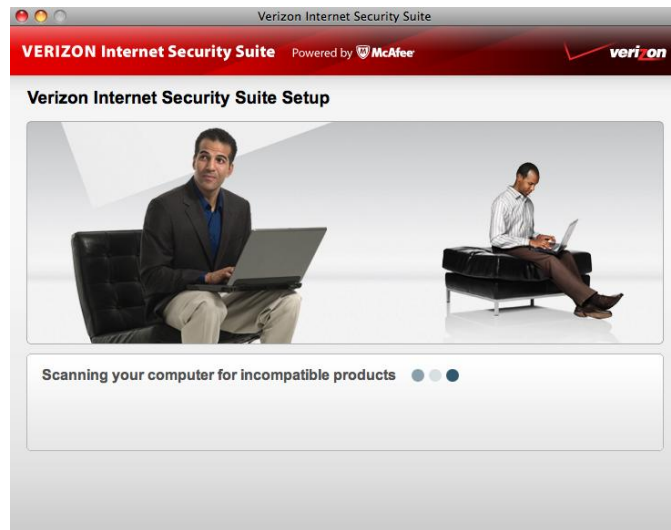 Verizon Internet Security Suite
VERIZON Internet Security Suite Powered by McAfee
verizon
Verizon Internet Security Suite Setup
Scanning your computer for incompatible products